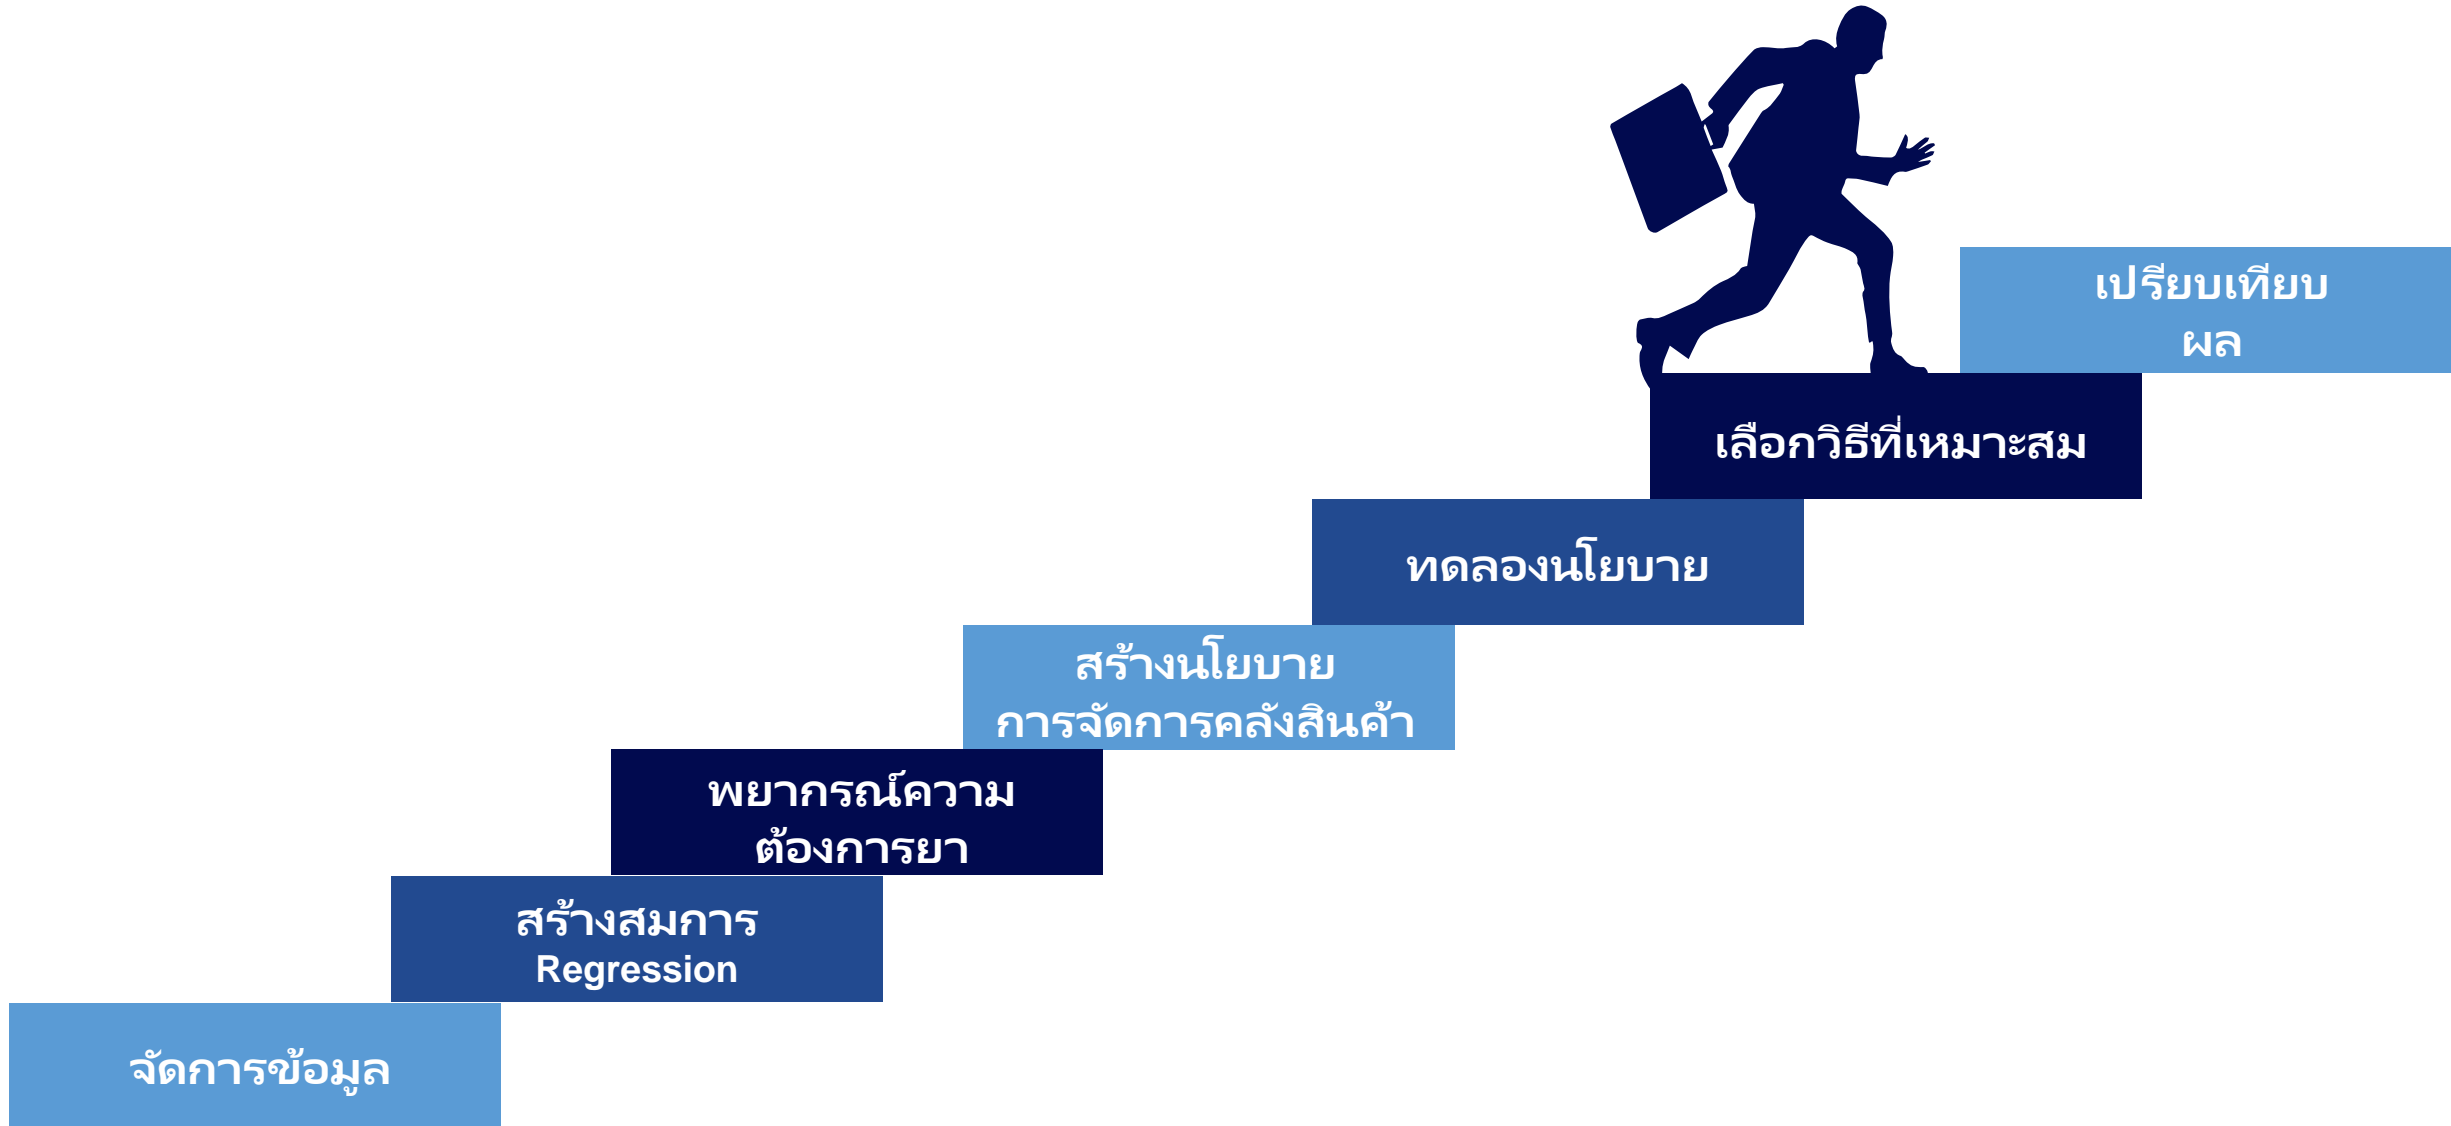 เปรียบเทียบ
ผล
เลือกวิธีที่เหมาะสม
ทดลองนโยบาย
สร้างนโยบาย
การจัดการคลังสินค้า
พยากรณ์ความ
ต้องการยา
สร้างสมการ
Regression
จัดการข้อมูล